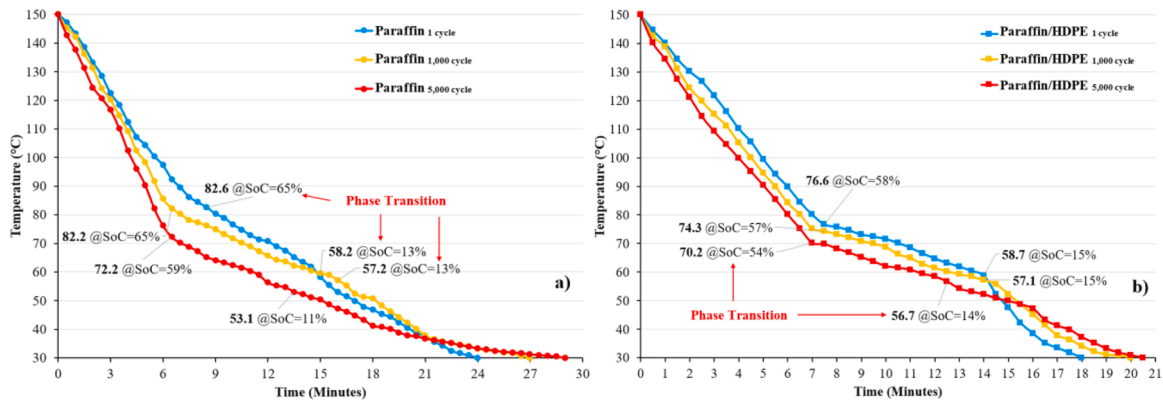 150
140
130
120
110
100
90
80
70
60
50
40
30
Temperature (°C)
0 3 6 9 12 15 18 21 24 27 30
Time (Minutes)
Paraffin 1 cycle
Paraffin 1,000 cycle
Paraffin 5,000 cycle
82.6 @SoC=65%
Phase Transition
82.2 @SoC=65%
72.2 @SoC=59%
58.2 @SoC=13%
57.2 @SoC=13%
53.1 @SoC=11%
a)
150
140
130
120
110
100
90
80
70
60
50
40
30
Temperature (°C)
0 1 2 3 4 5 6 7 8 9 10 11 12 13 14 15 16 17 18 19 20 21
Time (Minutes)
Paraffin/HDPE 1 cycle
Paraffin/HDPE 1,000 cycle
Paraffin/HDPE 5,000 cycle
76.6 @SoC=58%
74.3 @SoC=57%
70.2 @SoC=54%
58.7 @SoC=15%
57.1 @SoC=15%
Phase Transition
56.7 @SoC=14%
b)